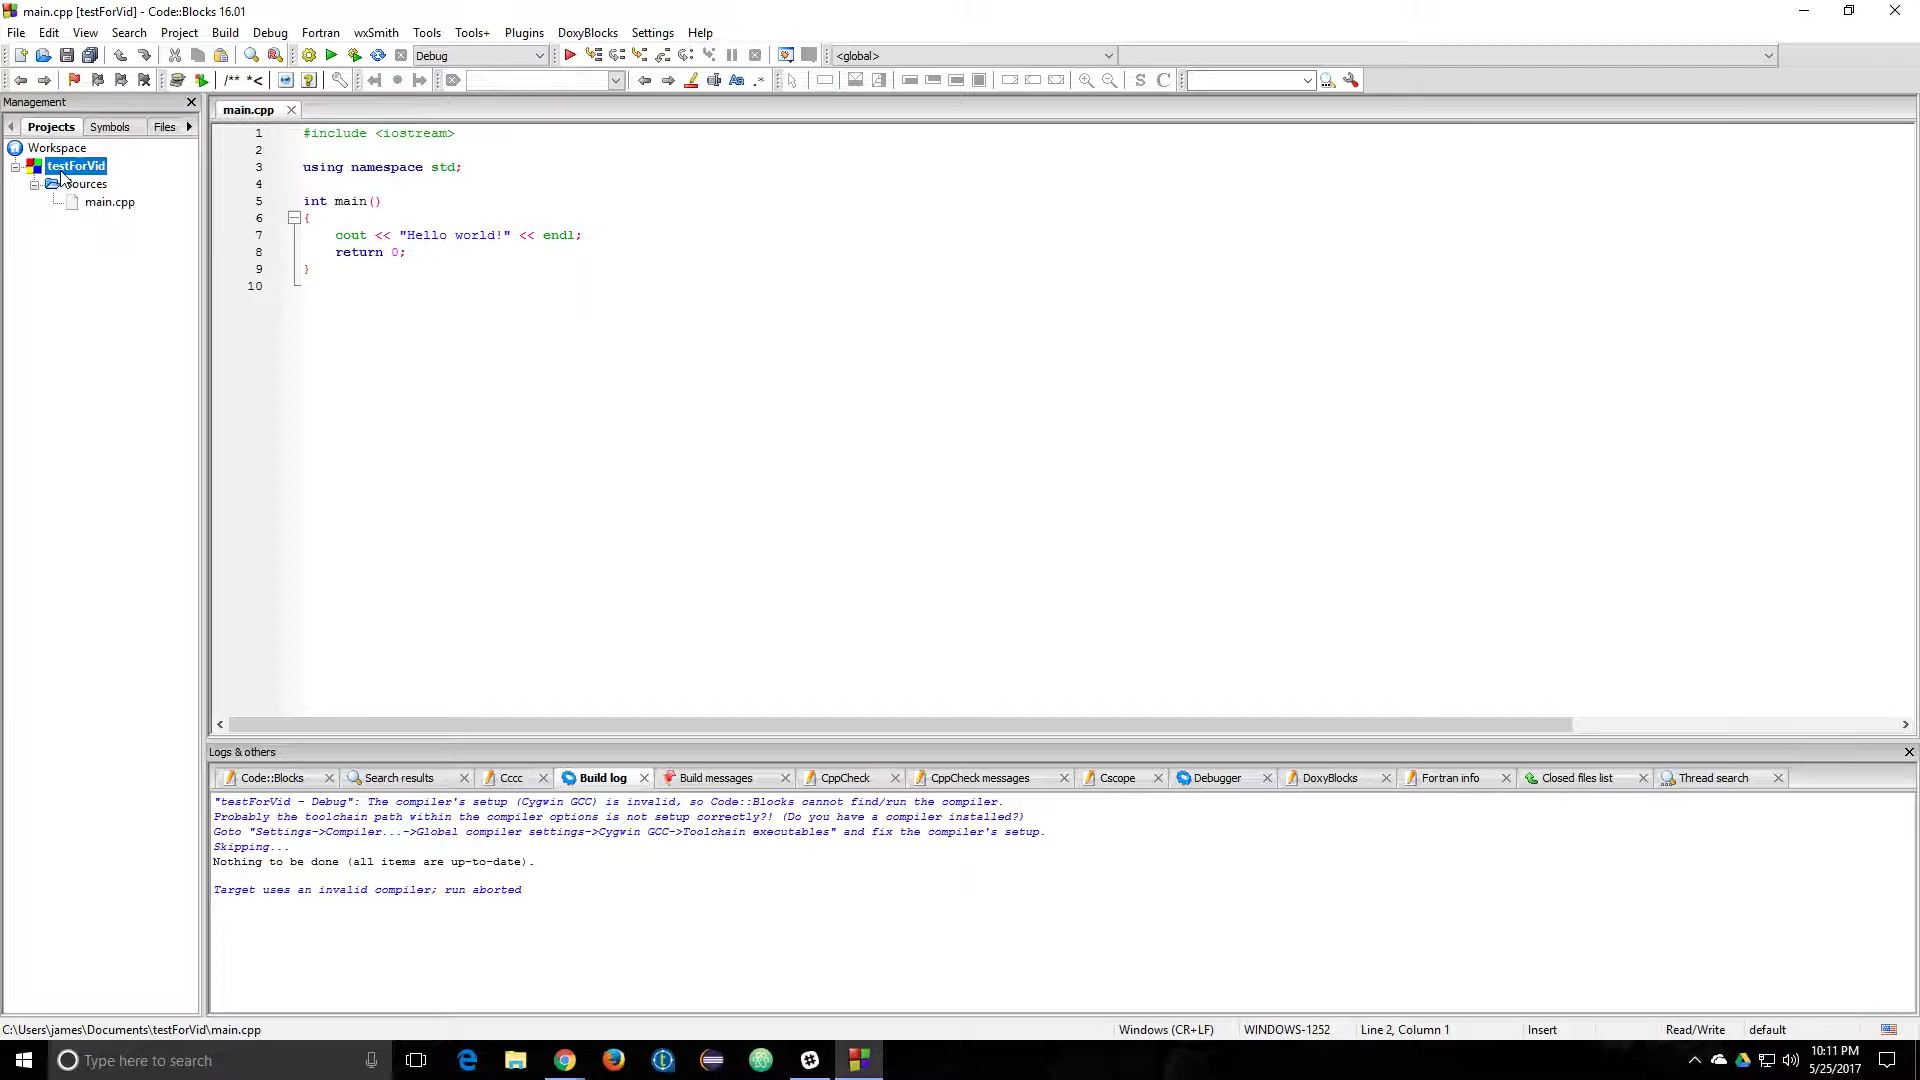 main.cpp [testForVid] - Code::Blocks 16.01
File Edit View Search Project Build Debug Fortran wxSmith Tools Tools+ Plugins DoxyBlocks Settings Help
Debug <global>
/** *<
S C
Management
Projects Symbols Files
Workspace
testForVid
Sources
main.cpp
main.cpp
1 #include <iostream>
2
3 using namespace std;
4
5 int main()
6 {
7 cout << "Hello world!" << endl;
8 return 0;
9 }
10
Logs & others
Code::Blocks Search results Cccc Build log Build messages CppCheck CppCheck messages Cscope Debugger DoxyBlocks Fortran info Closed files list Thread search
"testForVid - Debug": The compiler's setup (Cygwin GCC) is invalid, so Code::Blocks cannot find/run the compiler.
Probably the toolchain path within the compiler options is not setup correctly?! (Do you have a compiler installed?)
Goto "Settings->Compiler...->Global compiler settings->Cygwin GCC->Toolchain executables" and fix the compiler's setup.
Skipping...
Nothing to be done (all items are up-to-date).
Target uses an invalid compiler; run aborted
C:\Users\james\Documents\testForVid\main.cpp Windows (CR+LF) WINDOWS-1252 Line 2, Column 1 Insert Read/Write default
Type here to search
10:11 PM
5/25/2017